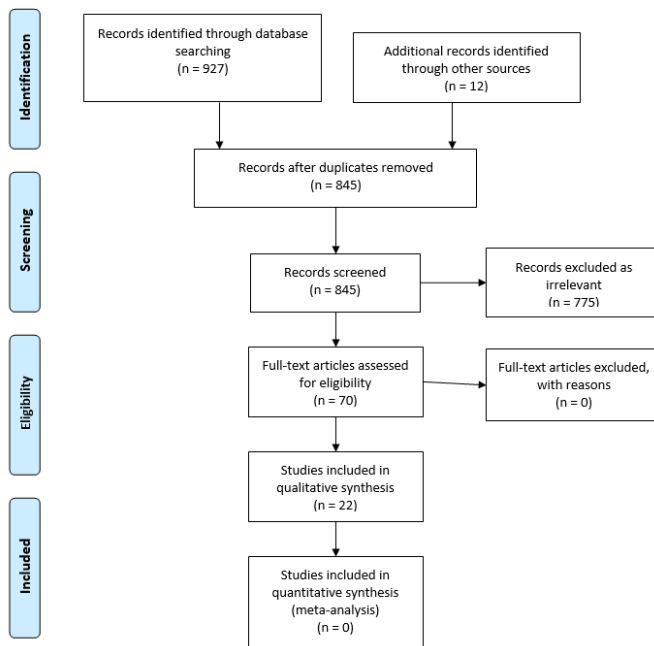 Identification
Records identified through database
searching
(n = 927)
Additional records identified
through other sources
(n = 12)
Records after duplicates removed
(n = 845)
Screening
Records screened
(n = 845)
Records excluded as
irrelevant
(n = 775)
Eligibility
Full-text articles assessed
for eligibility
(n = 70)
Full-text articles excluded,
with reasons
(n = 0)
Studies included in
qualitative synthesis
(n = 22)
Included
Studies included in
quantitative synthesis
(meta-analysis)
(n = 0)